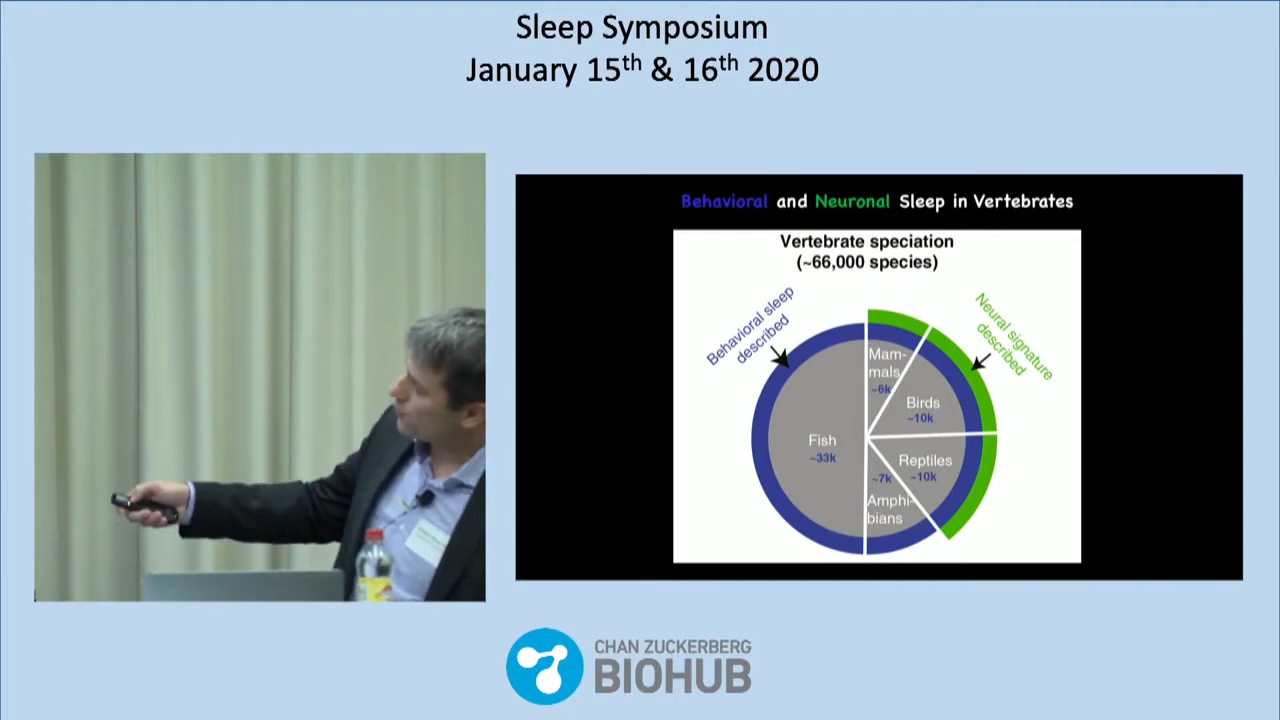 Sleep Symposium
January 15th & 16th 2020
Behavioral and Neuronal Sleep in Vertebrates
Vertebrate speciation
(~66,000 species)
Behavioral sleep
described
Neural signature
described
Mam-
mals
~6k
Birds
~10k
Fish
~33k
Reptiles
~10k
~7k
Amphi-
bians
CHAN ZUCKERBERG
BIOHUB